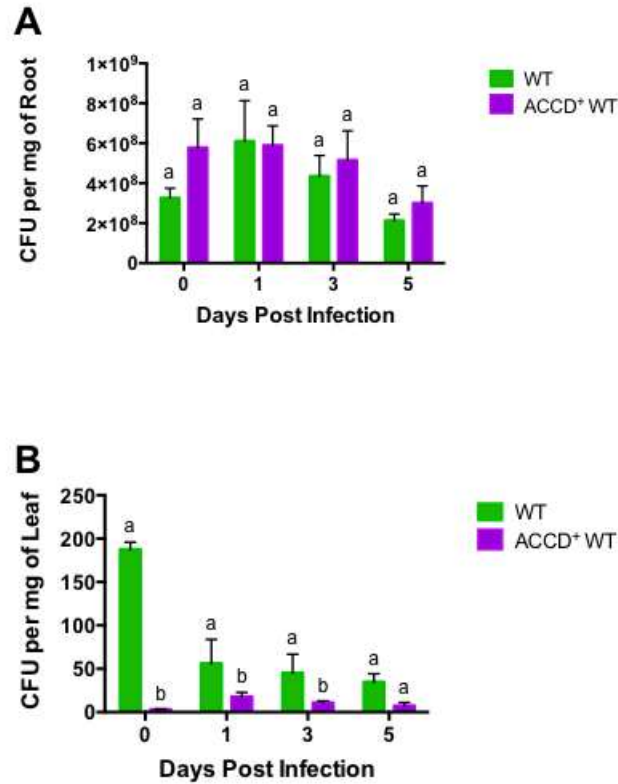 A
CFU per mg of Root
1×10⁹
8×10⁸
6×10⁸
4×10⁸
2×10⁸
0
a a a a a a a a
0 1 3 5
Days Post Infection
WT
ACCD⁺ WT
B
CFU per mg of Leaf
250
200
150
100
50
0
a b a b a b a a
0 1 3 5
Days Post Infection
WT
ACCD⁺ WT